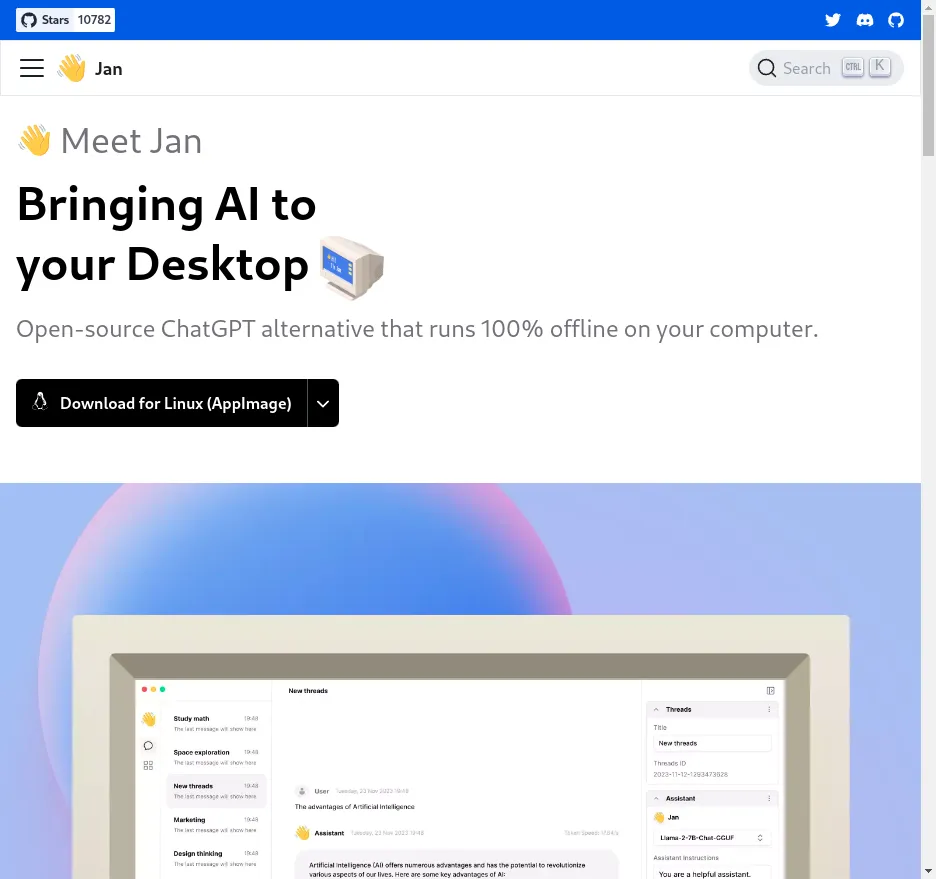 Stars 10782
Jan
Search CTRL K
Meet Jan
Bringing AI to
your Desktop
Open-source ChatGPT alternative that runs 100% offline on your computer.
Download for Linux (AppImage)
New threads
Study math 19:48
The last message will show here
Space exploration 19:48
The last message will show here
New threads 19:48
The last message will show here
Marketing 19:48
The last message will show here
Design thinking 19:48
The last message will show here
User Tuesday, 23 Nov 2023 19:48
The advantages of Artificial Intelligence
Assistant Tuesday, 23 Nov 2023 19:48
Artificial Intelligence (AI) offers numerous advantages and has the potential to revolutionize
various aspects of our lives. Here are some key advantages of AI:
Threads
Title
New threads
Threads ID
2023-11-12-1293473628
Assistant
Jan
Llama-2-7B-Chat-GGUF
Assistant Instructions
You are a helpful assistant.